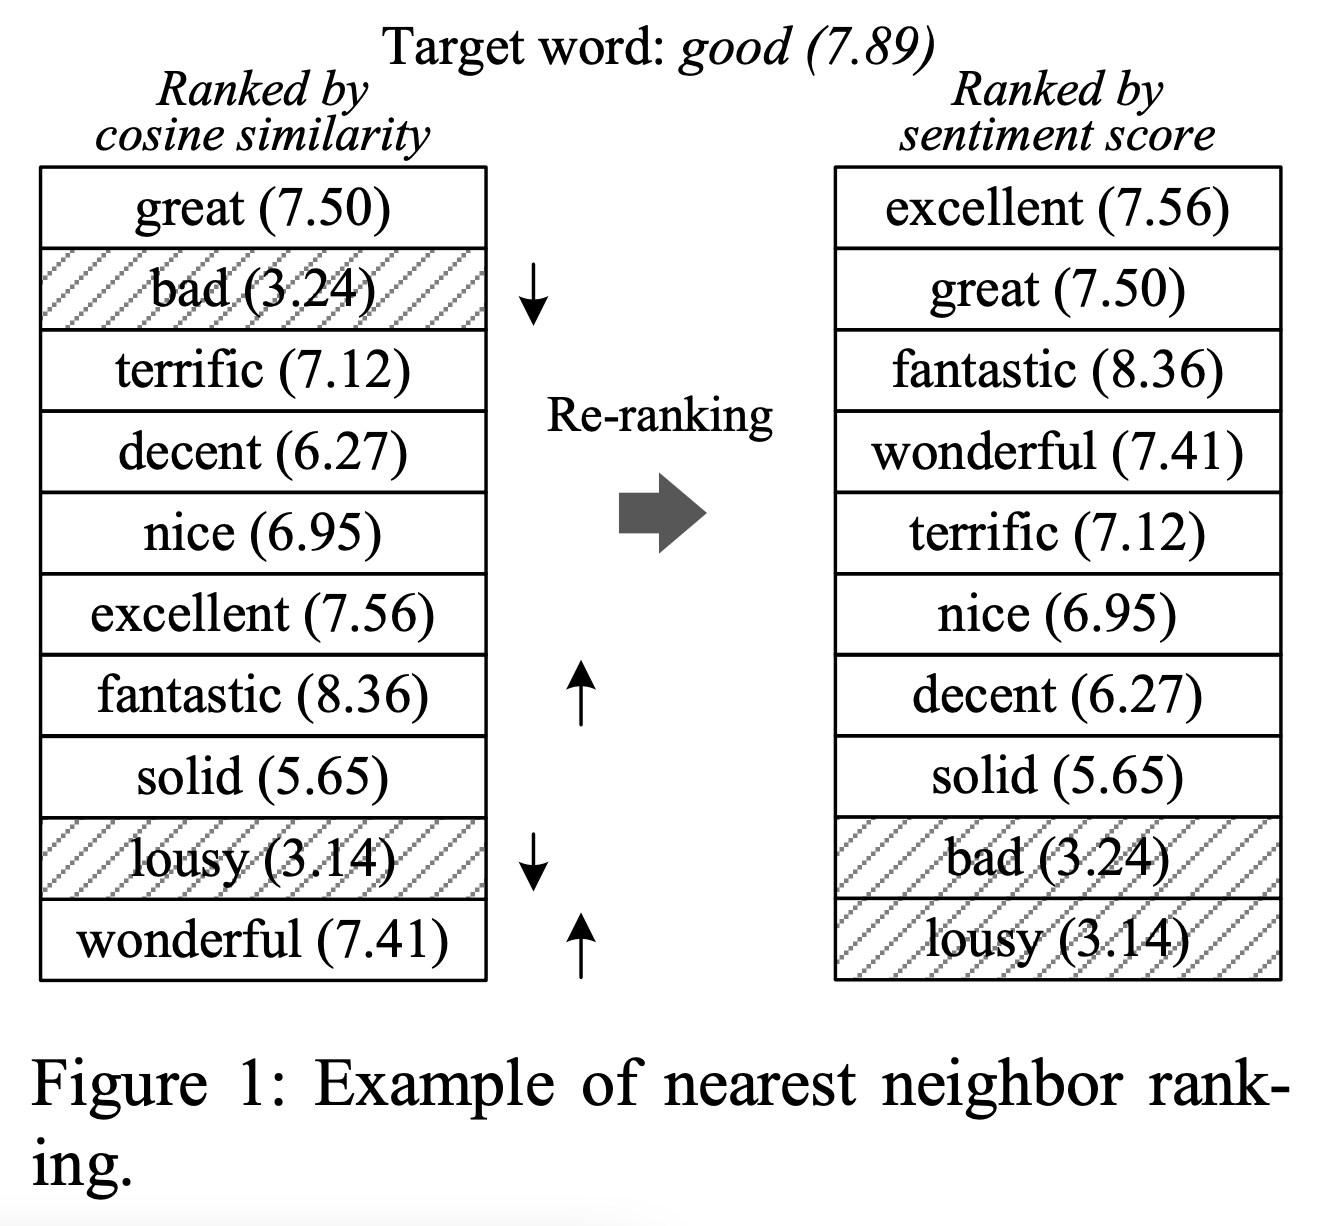 Target word: good (7.89)
Ranked by
cosine similarity
great (7.50)
bad (3.24)
terrific (7.12)
decent (6.27)
nice (6.95)
excellent (7.56)
fantastic (8.36)
solid (5.65)
lousy (3.14)
wonderful (7.41)
Re-ranking
Ranked by
sentiment score
excellent (7.56)
great (7.50)
fantastic (8.36)
wonderful (7.41)
terrific (7.12)
nice (6.95)
decent (6.27)
solid (5.65)
bad (3.24)
lousy (3.14)
Figure 1: Example of nearest neighbor rank-
ing.